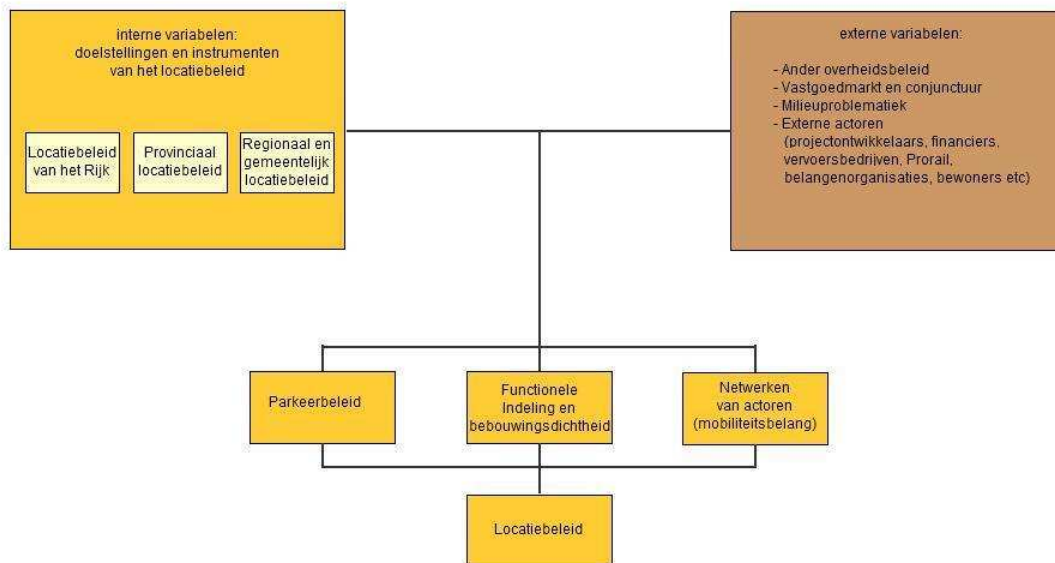 interne variabelen:
doelstellingen en instrumenten
van het locatiebeleid
Locatiebeleid
van het Rijk
Provinciaal
locatiebeleid
Regionaal en
gemeentelijk
locatiebeleid
externe variabelen:
- Ander overheidsbeleid
- Vastgoedmarkt en conjunctuur
- Milieuproblematiek
- Externe actoren
(projectontwikkelaars, financiers,
vervoersbedrijven, Prorail,
belangenorganisaties, bewoners etc)
Parkeerbeleid
Functionele
Indeling en
bebouwingsdichtheid
Netwerken
van actoren
(mobiliteitsbelang)
Locatiebeleid